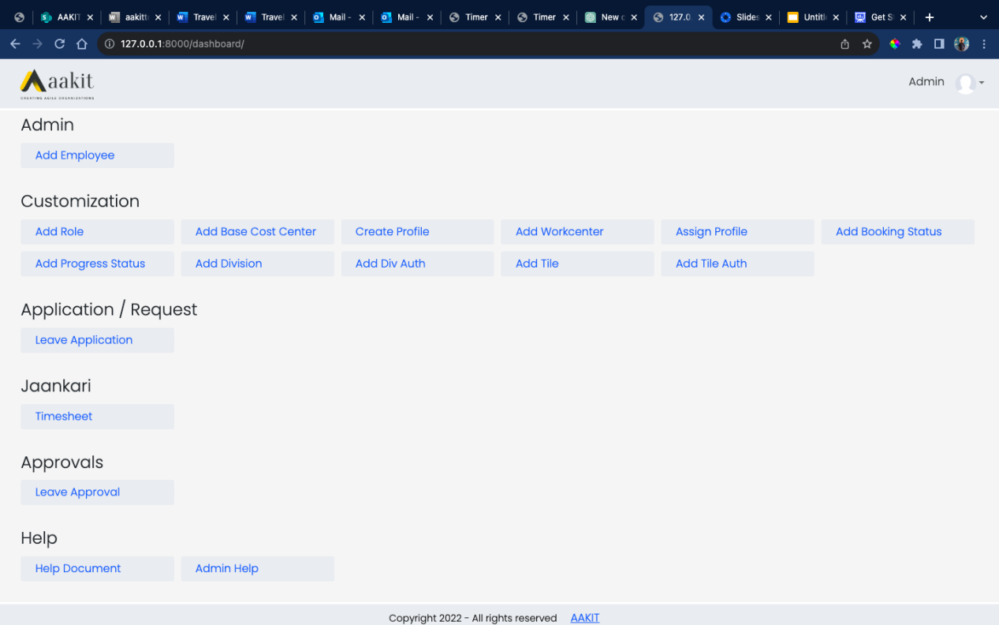 AAKIT
aakitt
Travel
Travel
Mail -
Mail -
Timer
Timer
New c
127.0.
Slides
Untitl
Get S
127.0.0.1:8000/dashboard/
aakit
CREATING AGILE ORGANIZATIONS
Admin
Admin
Add Employee
Customization
Add Role Add Base Cost Center Create Profile Add Workcenter Assign Profile Add Booking Status
Add Progress Status Add Division Add Div Auth Add Tile Add Tile Auth
Application / Request
Leave Application
Jaankari
Timesheet
Approvals
Leave Approval
Help
Help Document Admin Help
Copyright 2022 - All rights reserved AAKIT